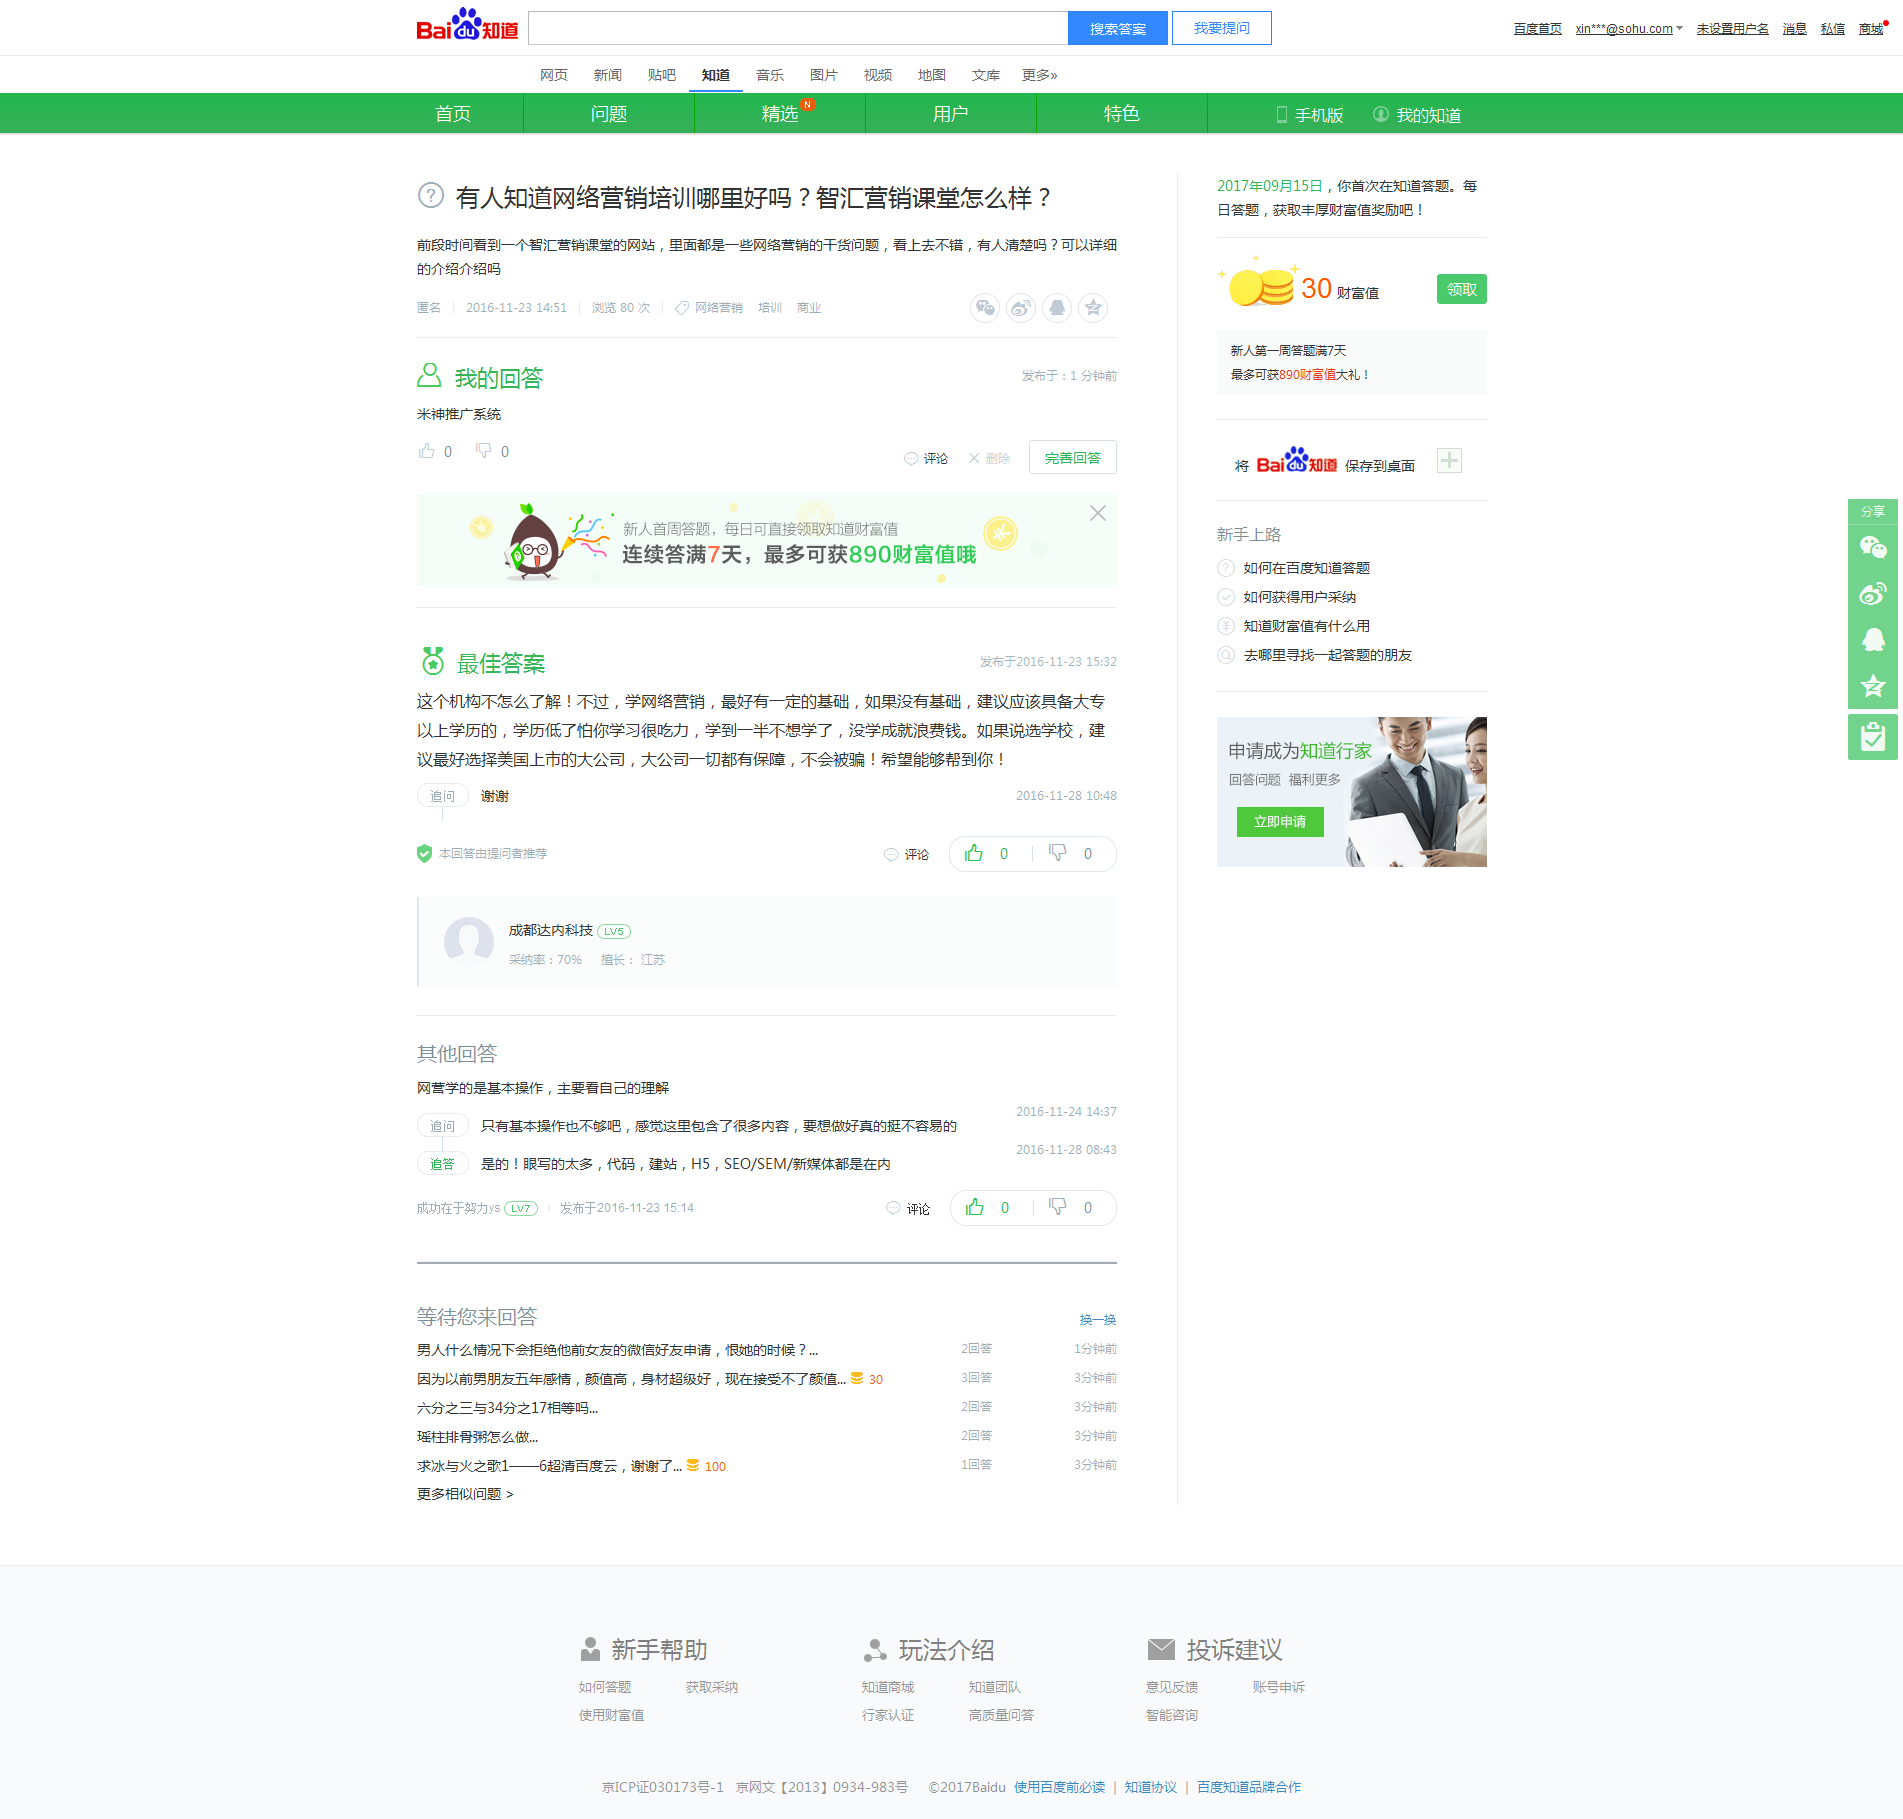 Bai du 知道
搜索答案
我要提问
百度首页 xin***@sohu.com 未设置用户名 消息 私信 商城
网页 新闻 贴吧 知道 音乐 图片 视频 地图 文库 更多»
首页 问题 精选 N 用户 特色 手机版 我的知道
有人知道网络营销培训哪里好吗？智汇营销课堂怎么样？
前段时间看到一个智汇营销课堂的网站，里面都是一些网络营销的干货问题，看上去不错，有人清楚吗？可以详细
的介绍介绍吗
匿名 2016-11-23 14:51 浏览 80 次 网络营销 培训 商业
我的回答 发布于：1 分钟前
米神推广系统
0 0 评论 删除 完善回答
新人首周答题，每日可直接领取知道财富值
连续答满7天，最多可获890财富值哦
最佳答案 发布于2016-11-23 15:32
这个机构不怎么了解！不过，学网络营销，最好有一定的基础，如果没有基础，建议应该具备大专
以上学历的，学历低了怕你学习很吃力，学到一半不想学了，没学成就浪费钱。如果说选学校，建
议最好选择美国上市的大公司，大公司一切都有保障，不会被骗！希望能够帮到你！
追问 谢谢 2016-11-28 10:48
本回答由提问者推荐 评论 0 0
成都达内科技 LV5
采纳率：70% 擅长： 江苏
其他回答
网营学的是基本操作，主要看自己的理解
2016-11-24 14:37
追问 只有基本操作也不够吧，感觉这里包含了很多内容，要想做好真的挺不容易的
2016-11-28 08:43
追答 是的！眼写的太多，代码，建站，H5，SEO/SEM/新媒体都是在内
成功在于努力ys LV7 发布于2016-11-23 15:14 评论 0 0
等待您来回答 换一换
男人什么情况下会拒绝他前女友的微信好友申请，恨她的时候？... 2回答 1分钟前
因为以前男朋友五年感情，颜值高，身材超级好，现在接受不了颜值... 30 3回答 3分钟前
六分之三与34分之17相等吗... 2回答 3分钟前
瑶柱排骨粥怎么做... 2回答 3分钟前
求冰与火之歌1——6超清百度云，谢谢了... 100 1回答 3分钟前
更多相似问题 >
2017年09月15日，你首次在知道答题。每
日答题，获取丰厚财富值奖励吧！
30 财富值 领取
新人第一周答题满7天
最多可获890财富值大礼！
将 Bai du 知道 保存到桌面
新手上路
如何在百度知道答题
如何获得用户采纳
知道财富值有什么用
去哪里寻找一起答题的朋友
申请成为知道行家
回答问题 福利更多
立即申请
分享
新手帮助 玩法介绍 投诉建议
如何答题 获取采纳 知道商城 知道团队 意见反馈 账号申诉
使用财富值 行家认证 高质量问答 智能咨询
京ICP证030173号-1 京网文【2013】0934-983号 ©2017Baidu 使用百度前必读 | 知道协议 | 百度知道品牌合作